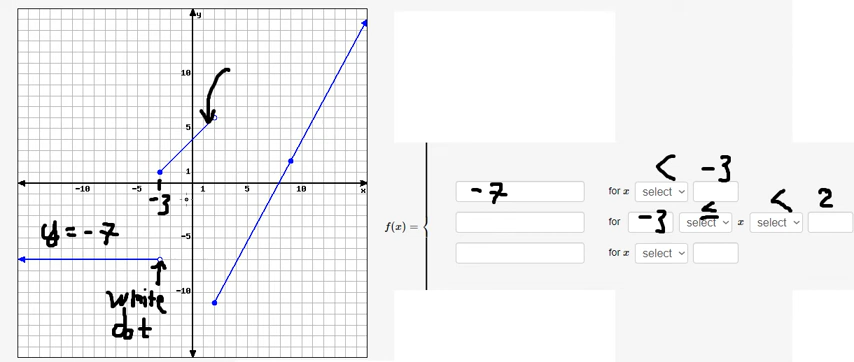 y
10
5
1
-10
-5
1
5
10
x
-3
-5
-10
y = -7
white
dot
f(x) =
-7
for x
select
< -3
for
-3
select
≤
x
select
<
2
for x
select